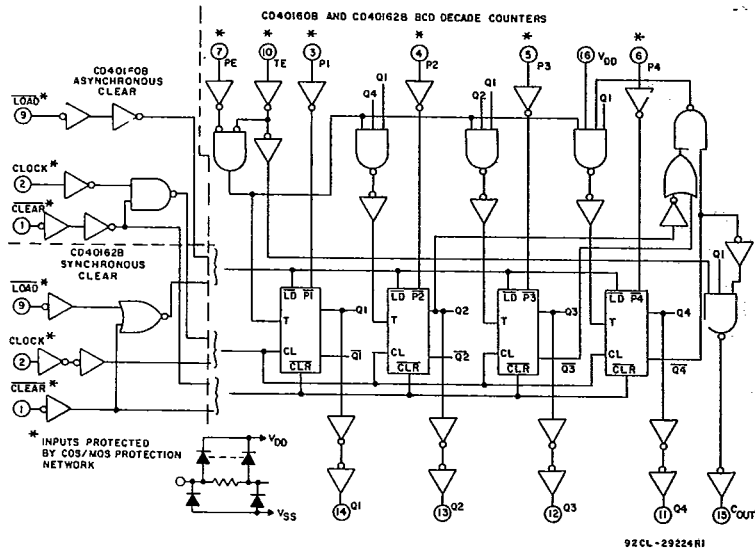 CD40160B AND CD40162B BCD DECADE COUNTERS
* * * * * *
7 10 3 4 5 16 VDD 6
PE TE P1 P2 P3 P4
CD40160B
ASYNCHRONOUS
CLEAR
LOAD*
9
CLOCK*
2
CLEAR*
1
CD40162B
SYNCHRONOUS
CLEAR
LOAD*
9
CLOCK*
2
CLEAR*
1
Q1
Q4
Q1
Q2
Q1
Q1
LD P1
T
CL
CLR
Q1
Q1
LD P2
T
CL
CLR
Q2
Q2
LD P3
T
CL
CLR
Q3
Q3
LD P4
T
CL
CLR
Q4
Q4
* INPUTS PROTECTED
BY COS/MOS PROTECTION
NETWORK
VDD
VSS
14 Q1
13 Q2
12 Q3
11 Q4
15 COUT
92CL-29224R1